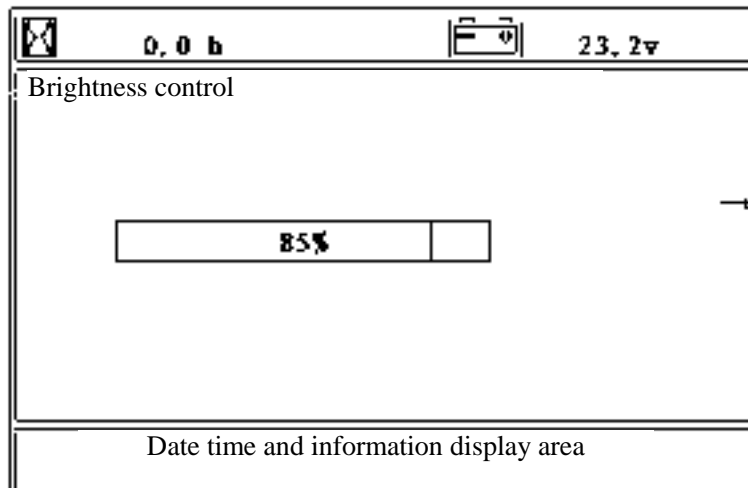 0.0 h 23.2v
Brightness control
85%
Date time and information display area